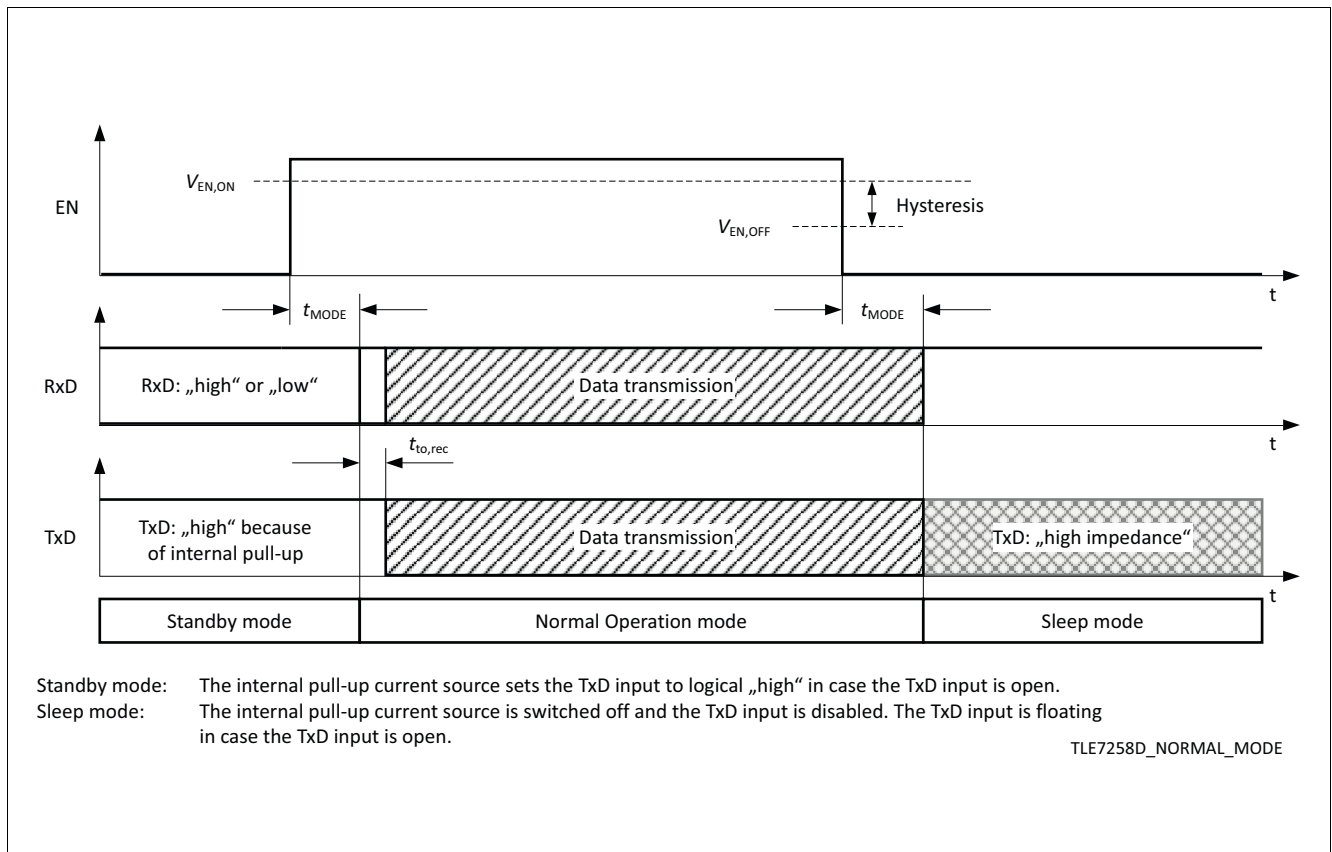 V_EN,ON
EN
Hysteresis
V_EN,OFF
t
t_MODE
t_MODE
RxD
RxD: „high“ or „low“
Data transmission
t
t_to,rec
TxD
TxD: „high“ because
of internal pull-up
Data transmission
TxD: „high impedance“
t
Standby mode
Normal Operation mode
Sleep mode
Standby mode: The internal pull-up current source sets the TxD input to logical „high“ in case the TxD input is open.
Sleep mode: The internal pull-up current source is switched off and the TxD input is disabled. The TxD input is floating
in case the TxD input is open.
TLE7258D_NORMAL_MODE